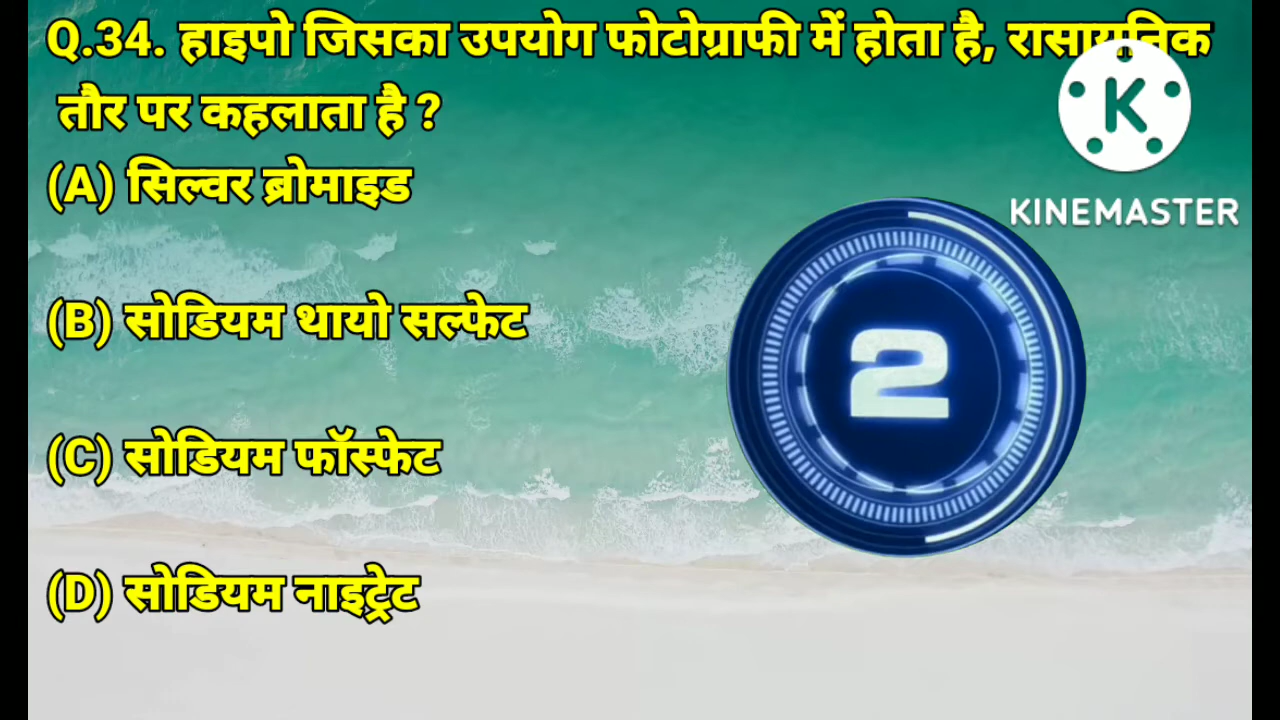 Q.34. हाइपो जिसका उपयोग फोटोग्राफी में होता है, रासायनिक
तौर पर कहलाता है ?
(A) सिल्वर ब्रोमाइड
(B) सोडियम थायो सल्फेट
(C) सोडियम फॉस्फेट
(D) सोडियम नाइट्रेट
2
K
KINEMASTER